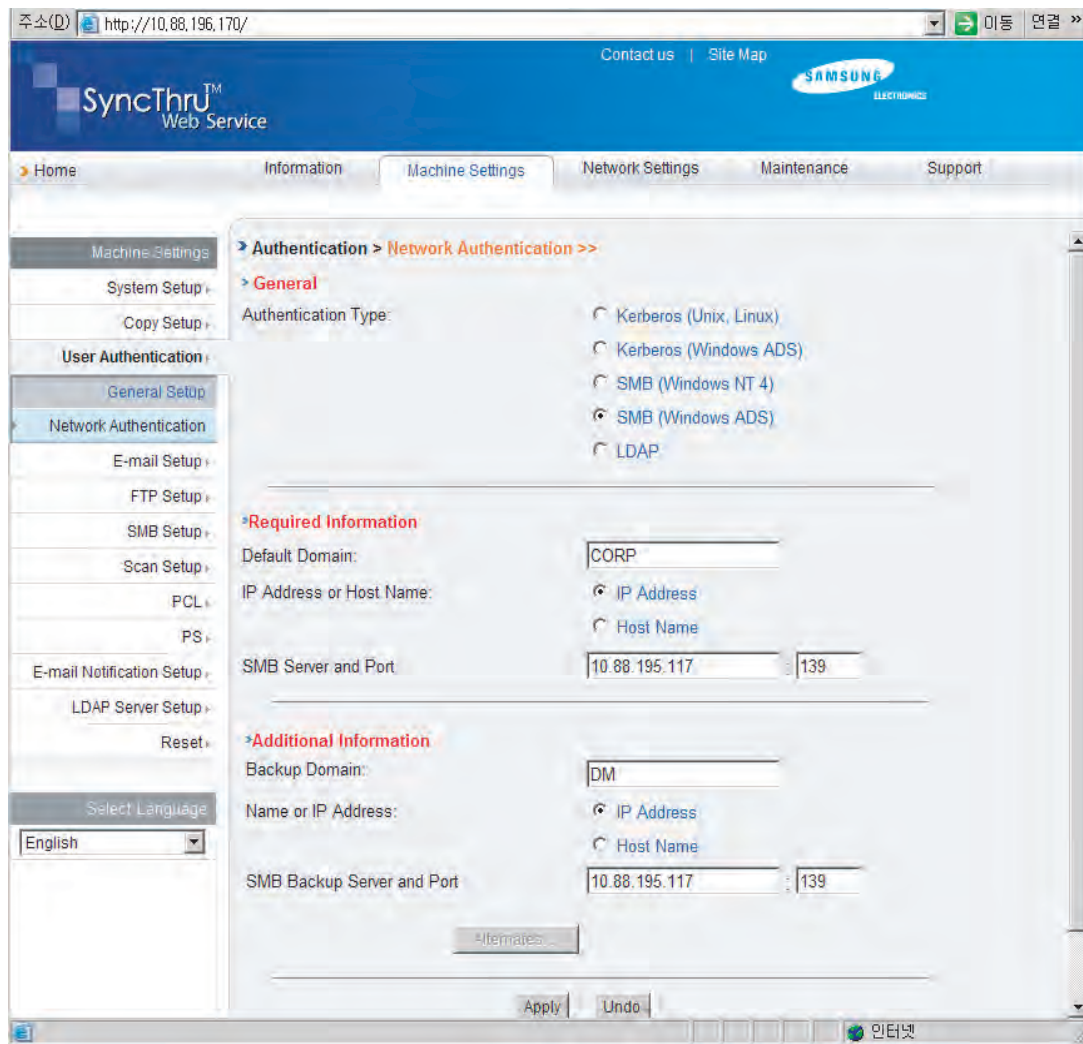 주소(D) http://10,88,196,170/ 이동 연결 »
Contact us | Site Map
SAMSUNG
ELECTRONICS
SyncThru™
Web Service
> Home Information Machine Settings Network Settings Maintenance Support
Machine Settings
System Setup
Copy Setup
User Authentication
General Setup
Network Authentication
E-mail Setup
FTP Setup
SMB Setup
Scan Setup
PCL
PS
E-mail Notification Setup
LDAP Server Setup
Reset
Select Language
English
> Authentication > Network Authentication >>
> General
Authentication Type:
Kerberos (Unix, Linux)
Kerberos (Windows ADS)
SMB (Windows NT 4)
SMB (Windows ADS)
LDAP
>Required Information
Default Domain: CORP
IP Address or Host Name: IP Address
Host Name
SMB Server and Port 10.88.195.117 : 139
>Additional Information
Backup Domain: DM
Name or IP Address: IP Address
Host Name
SMB Backup Server and Port 10.88.195.117 : 139
Alternates...
Apply Undo
인터넷